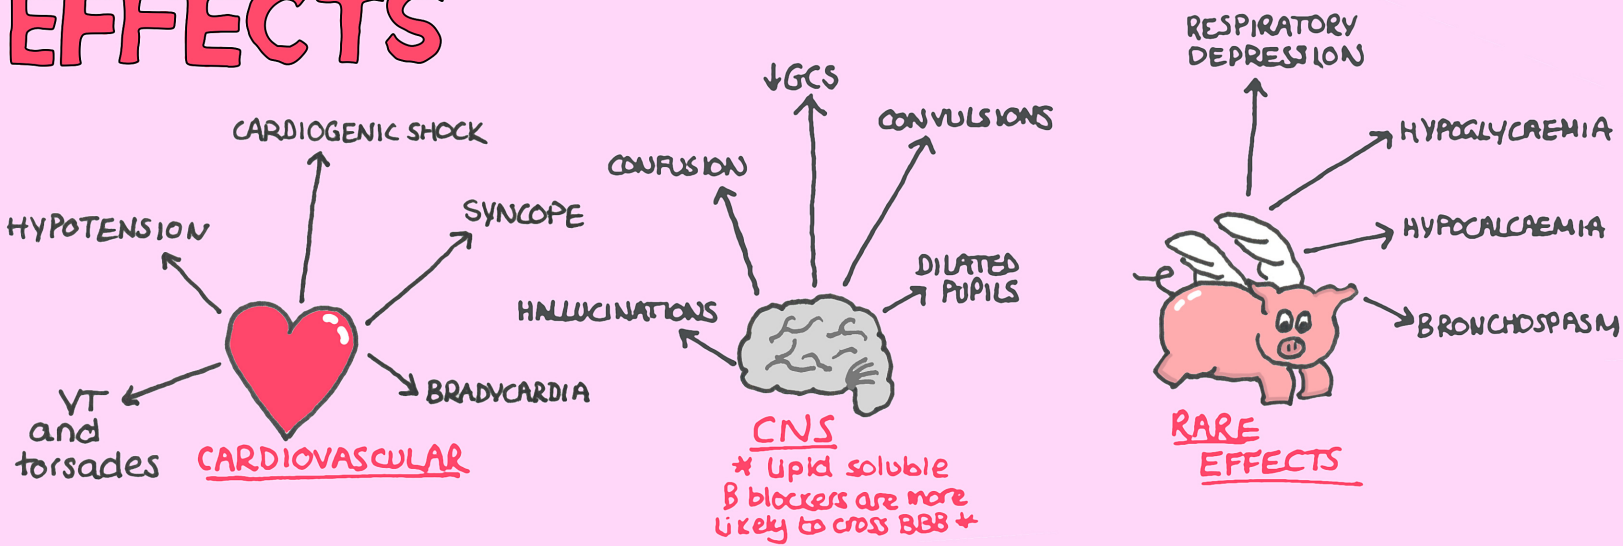 EFFECTS
CARDIOGENIC SHOCK
HYPOTENSION
SYNCOPE
BRADYCARDIA
VT
and
torsades
CARDIOVASCULAR
↓GCS
CONFUSION
CONVULSIONS
HALLUCINATIONS
DILATED
PUPILS
CNS
* lipid soluble
B blockers are more
likely to cross BBB *
RESPIRATORY
DEPRESSION
HYPOGLYCAEMIA
HYPOCALCAEMIA
BRONCHOSPASM
RARE
EFFECTS